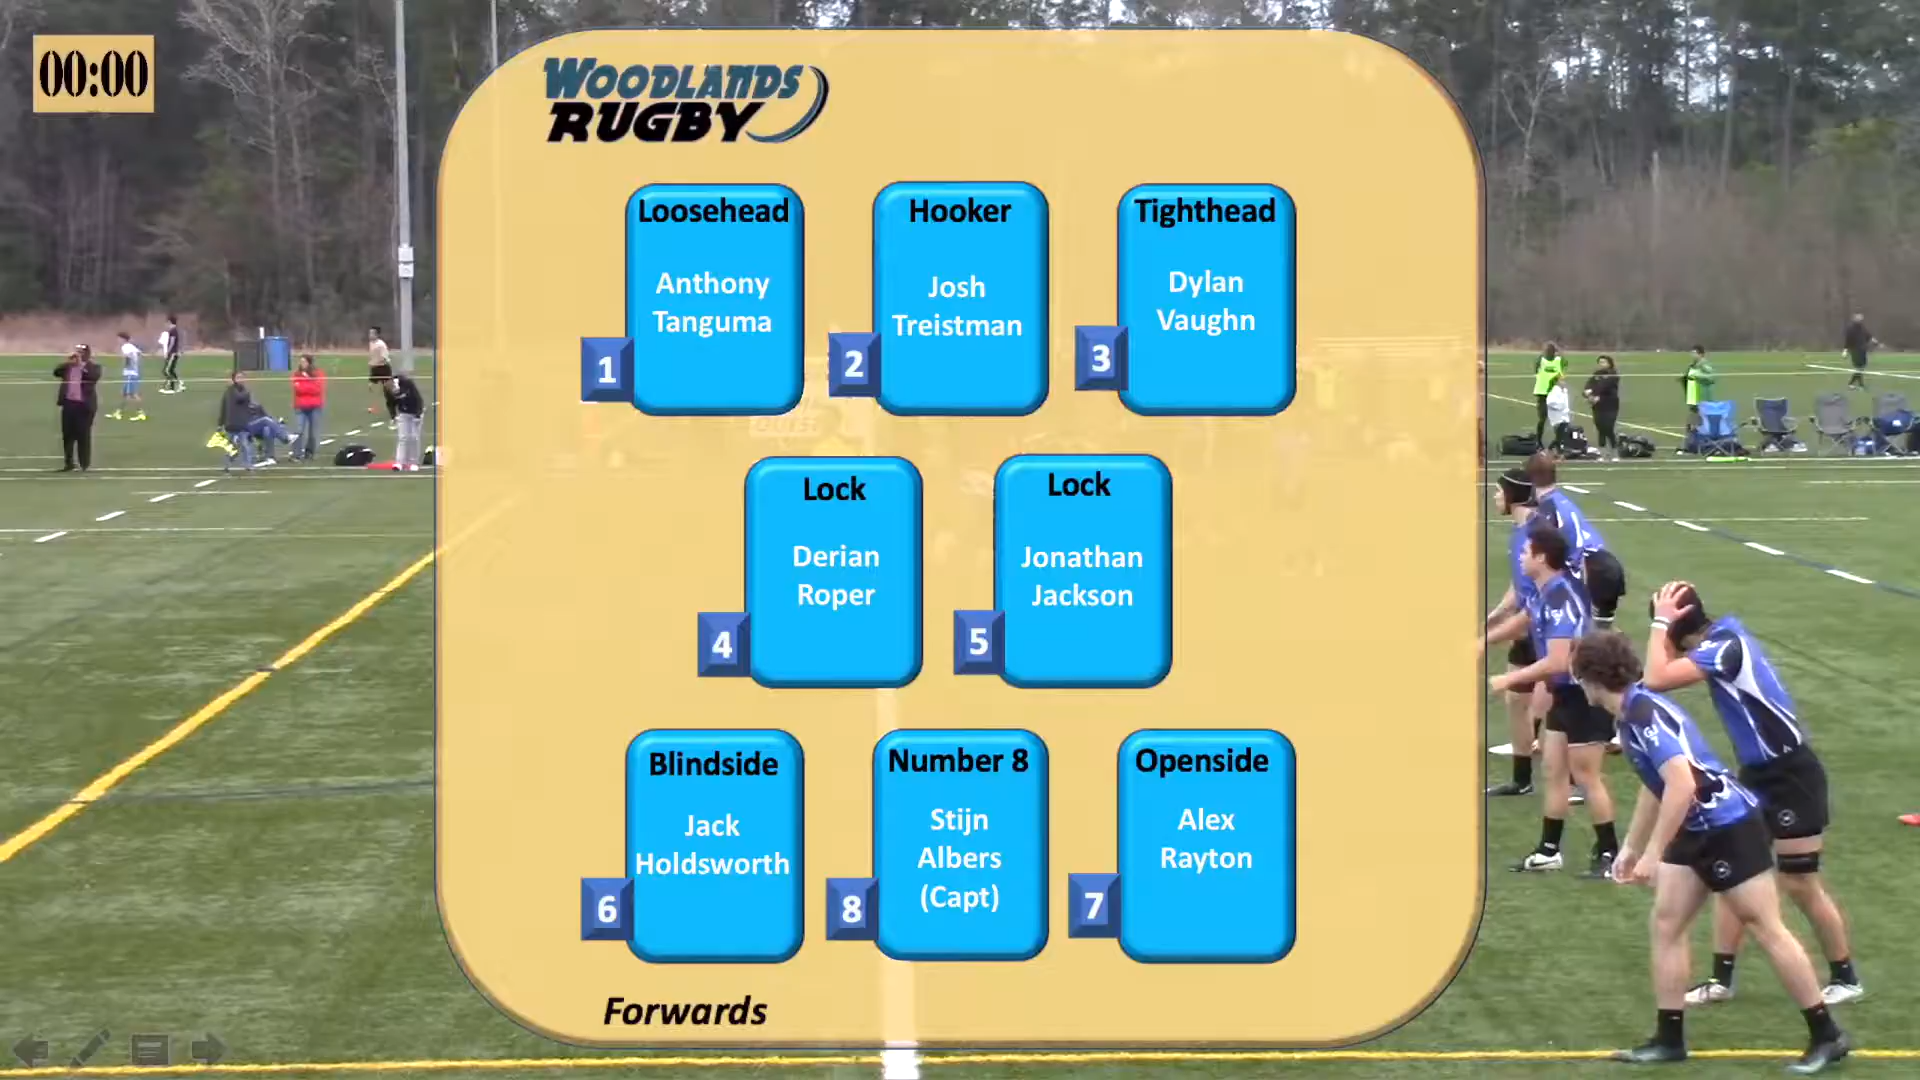 00:00
WOODLANDS
RUGBY
Loosehead
Anthony
Tanguma
1
Hooker
Josh
Treistman
2
Tighthead
Dylan
Vaughn
3
Lock
Derian
Roper
4
Lock
Jonathan
Jackson
5
Blindside
Jack
Holdsworth
6
Number 8
Stijn
Albers
(Capt)
8
Openside
Alex
Rayton
7
Forwards